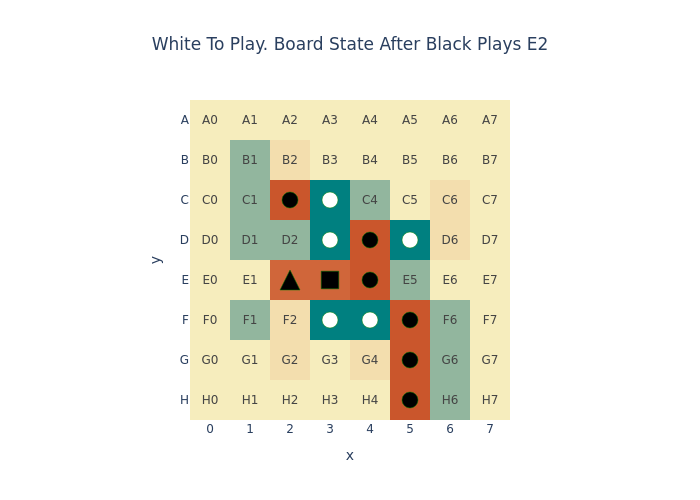 White To Play. Board State After Black Plays E2
A A0 A1 A2 A3 A4 A5 A6 A7
B B0 B1 B2 B3 B4 B5 B6 B7
C C0 C1 C4 C5 C6 C7
D D0 D1 D2 D6 D7
E E0 E1 E5 E6 E7
F F0 F1 F2 F6 F7
G G0 G1 G2 G3 G4 G6 G7
H H0 H1 H2 H3 H4 H6 H7
0 1 2 3 4 5 6 7
x
y